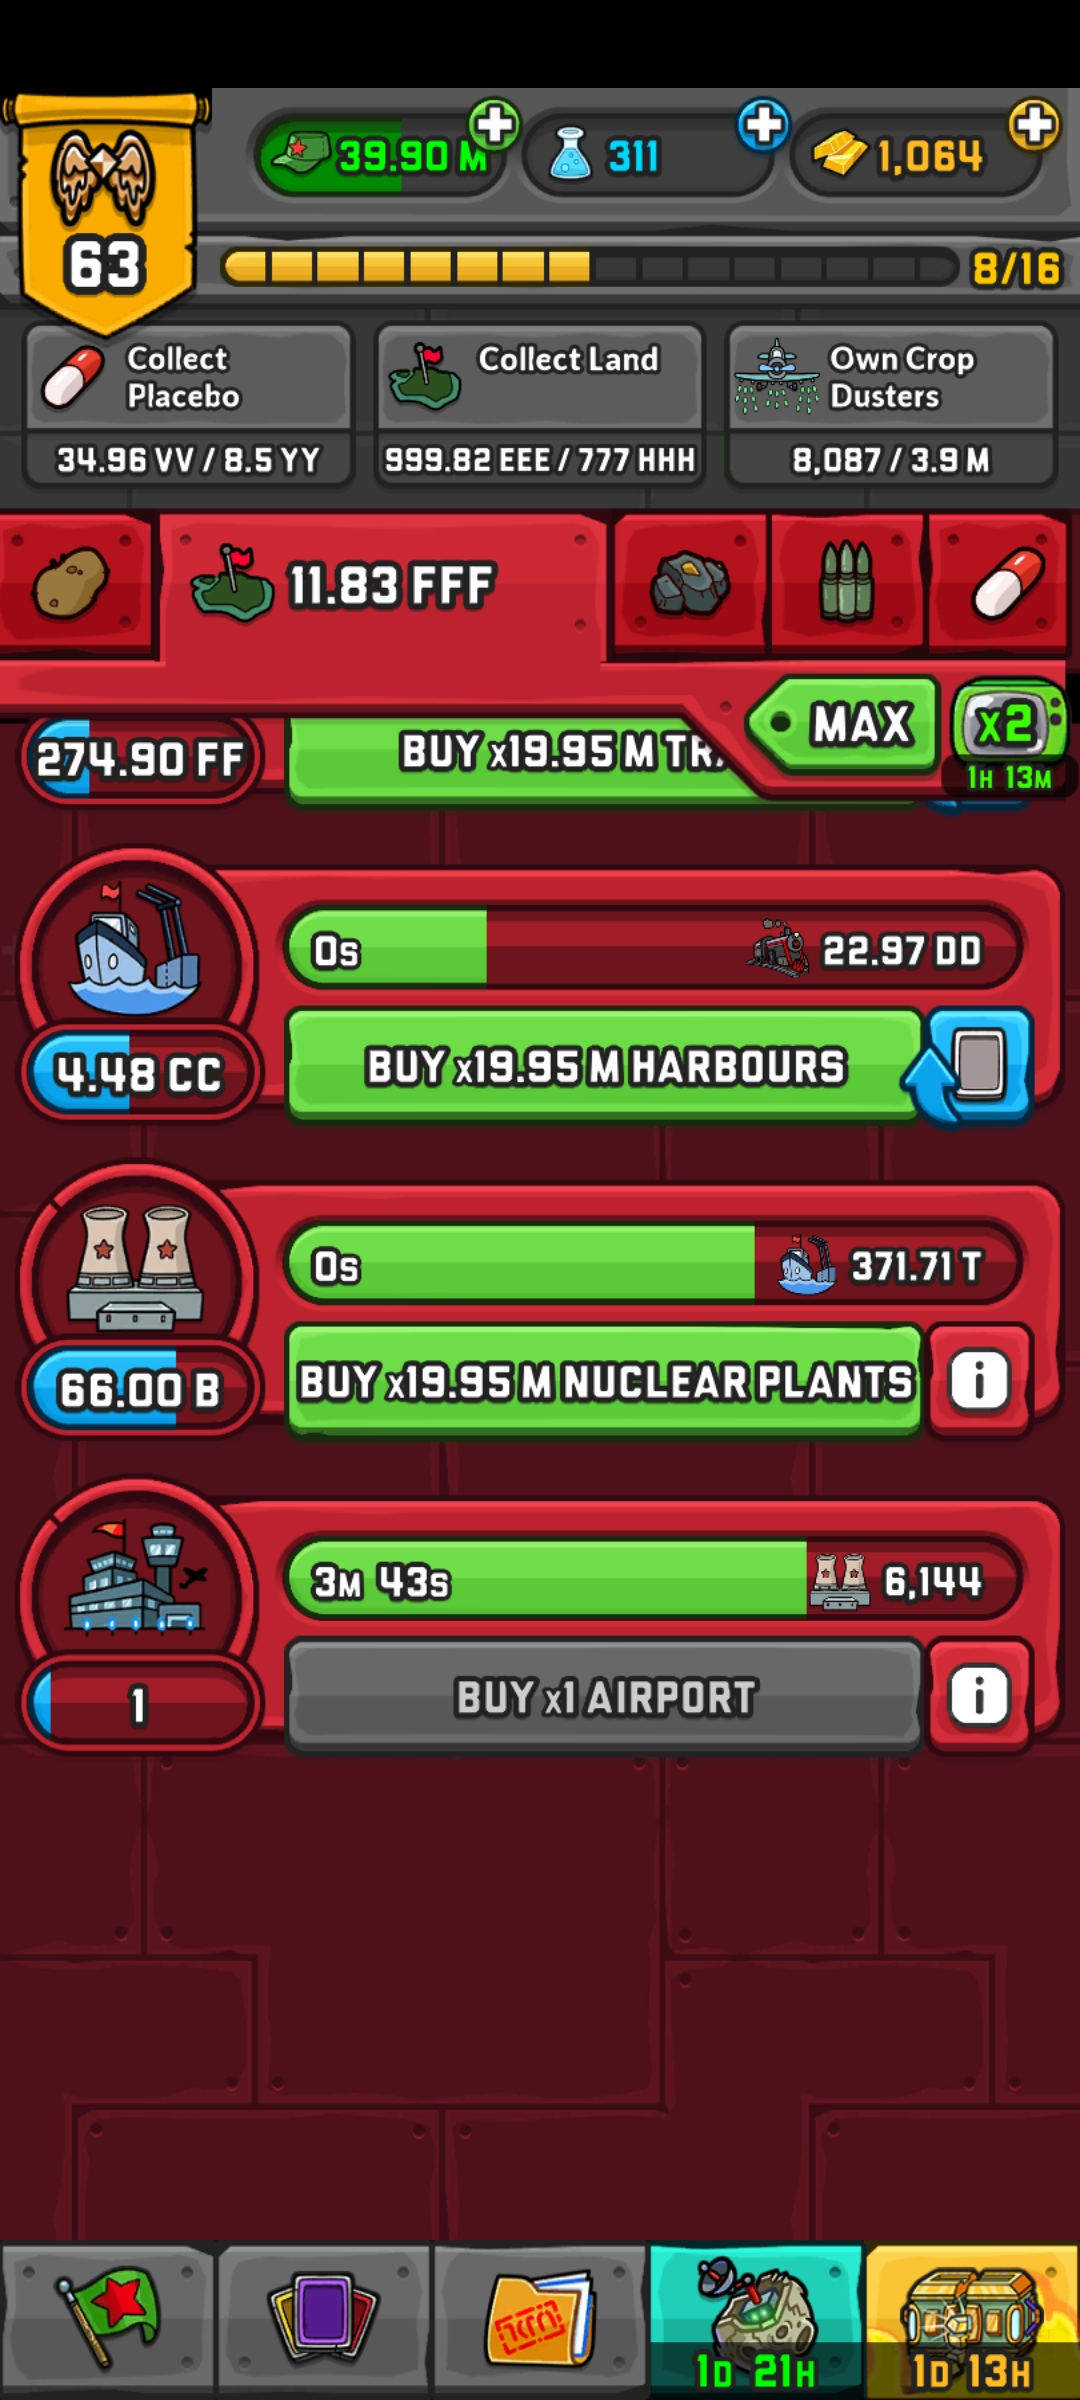 39.90 M
311
1,064
63
8/16
Collect
Placebo
34.96 VV / 8.5 YY
Collect Land
999.82 EEE / 777 HHH
Own Crop
Dusters
8,087 / 3.9 M
11.83 FFF
MAX
x2
1H 13M
274.90 FF
BUY x19.95 M TR
0s
22.97 DD
4.48 CC
BUY x19.95 M HARBOURS
0s
371.71 T
66.00 B
BUY x19.95 M NUCLEAR PLANTS
i
3M 43s
6,144
1
BUY x1 AIRPORT
i
1D 21H
1D 13H